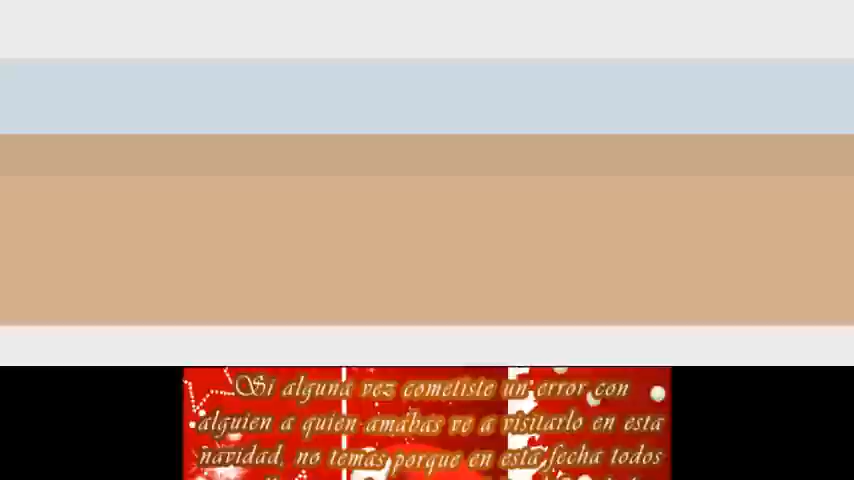 Si alguna vez cometiste un error con
alguien a quien amabas ve a visitarlo en esta
navidad, no temas porque en esta fecha todos